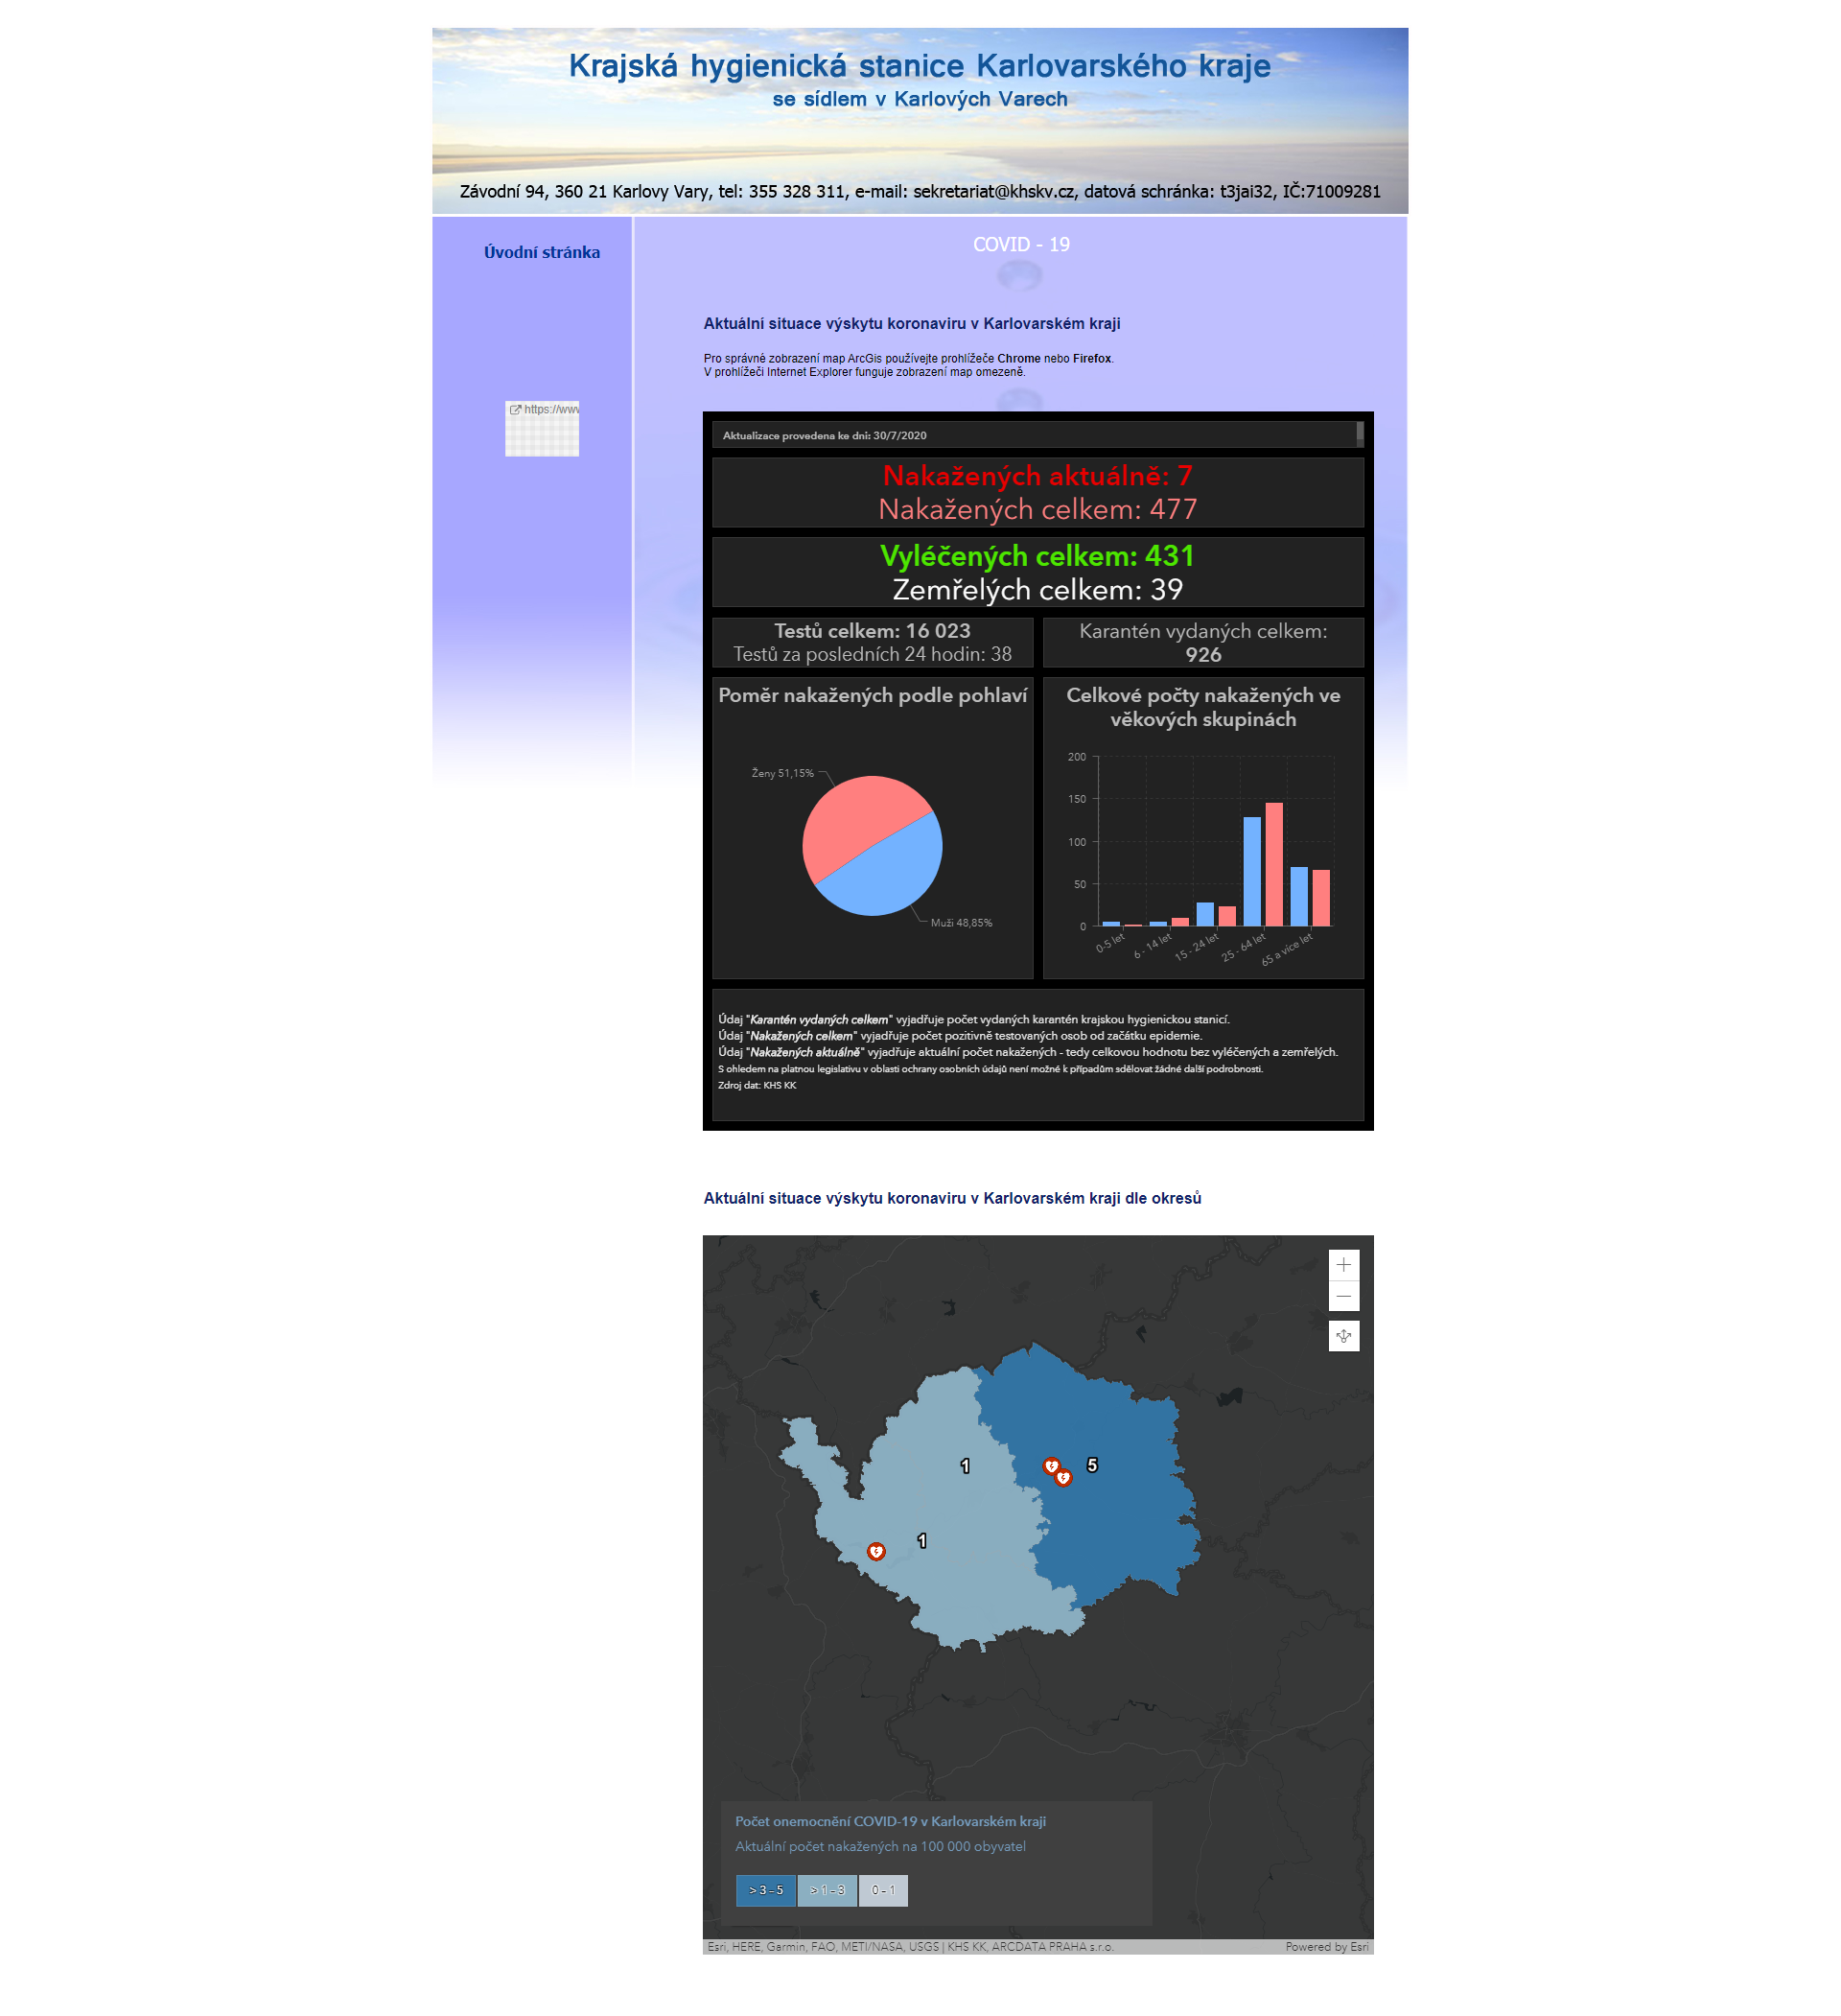 Krajská hygienická stanice Karlovarského kraje
se sídlem v Karlových Varech
Závodní 94, 360 21 Karlovy Vary, tel: 355 328 311, e-mail: sekretariat@khskv.cz, datová schránka: t3jai32, IČ:71009281
Úvodní stránka
https://www
COVID - 19
Aktuální situace výskytu koronaviru v Karlovarském kraji
Pro správné zobrazení map ArcGis používejte prohlížeče Chrome nebo Firefox.
V prohlížeči Internet Explorer funguje zobrazení map omezeně.
Aktualizace provedena ke dni: 30/7/2020
Nakažených aktuálně: 7
Nakažených celkem: 477
Vyléčených celkem: 431
Zemřelých celkem: 39
Testů celkem: 16 023
Testů za posledních 24 hodin: 38
Karantén vydaných celkem:
926
Poměr nakažených podle pohlaví
Ženy 51,15%
Muži 48,85%
Celkové počty nakažených ve
věkových skupinách
200
150
100
50
0
0-5 let
6 - 14 let
15 - 24 let
25 - 64 let
65 a více let
Údaj "Karantén vydaných celkem" vyjadřuje počet vydaných karantén krajskou hygienickou stanicí.
Údaj "Nakažených celkem" vyjadřuje počet pozitivně testovaných osob od začátku epidemie.
Údaj "Nakažených aktuálně" vyjadřuje aktuální počet nakažených - tedy celkovou hodnotu bez vyléčených a zemřelých.
S ohledem na platnou legislativu v oblasti ochrany osobních údajů není možné k případům sdělovat žádné další podrobnosti.
Zdroj dat: KHS KK
Aktuální situace výskytu koronaviru v Karlovarském kraji dle okresů
1
5
1
Počet onemocnění COVID-19 v Karlovarském kraji
Aktuální počet nakažených na 100 000 obyvatel
> 3 - 5
> 1 - 3
0 - 1
Esri, HERE, Garmin, FAO, METI/NASA, USGS | KHS KK, ARCDATA PRAHA s.r.o.
Powered by Esri